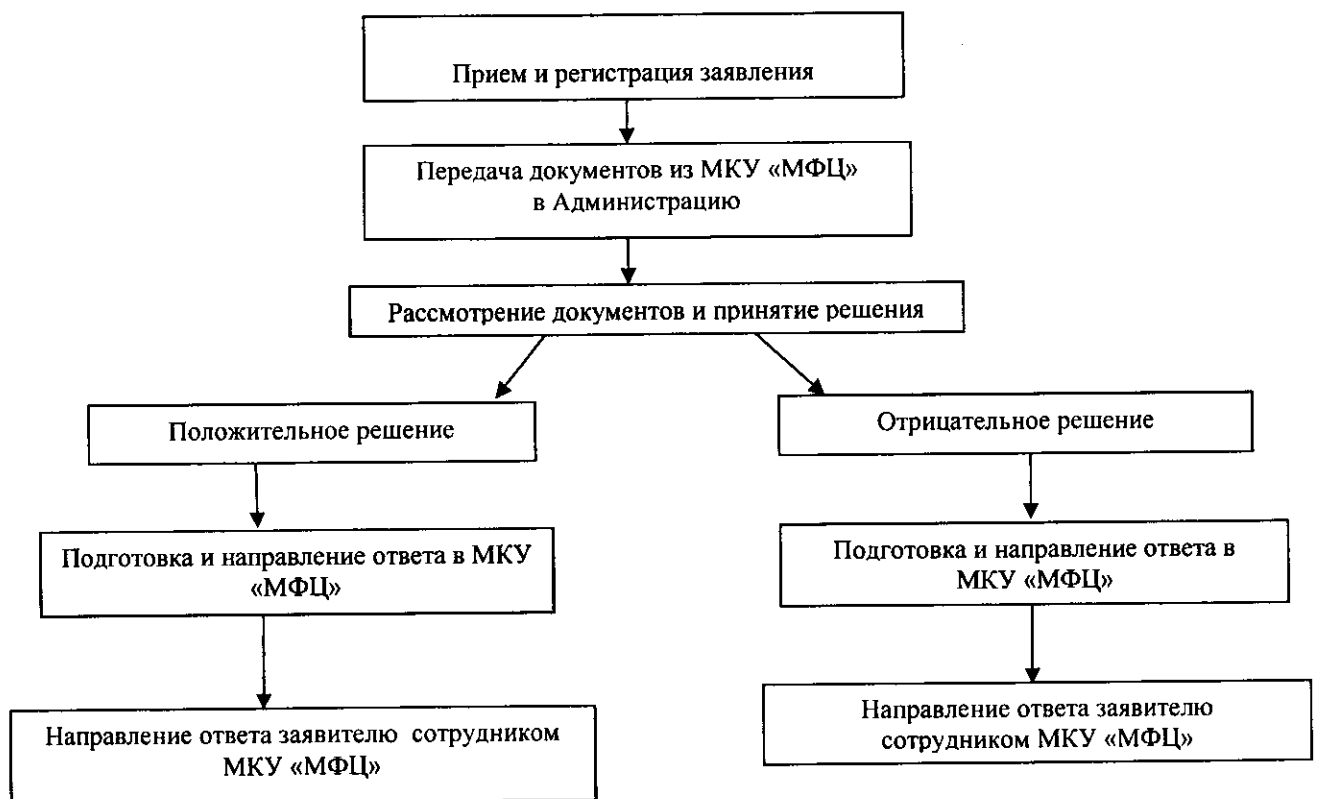 Прием и регистрация заявления
Передача документов из МКУ «МФЦ»
в Администрацию
Рассмотрение документов и принятие решения
Положительное решение
Отрицательное решение
Подготовка и направление ответа в МКУ
«МФЦ»
Подготовка и направление ответа в
МКУ «МФЦ»
Направление ответа заявителю сотрудником
МКУ «МФЦ»
Направление ответа заявителю
сотрудником МКУ «МФЦ»